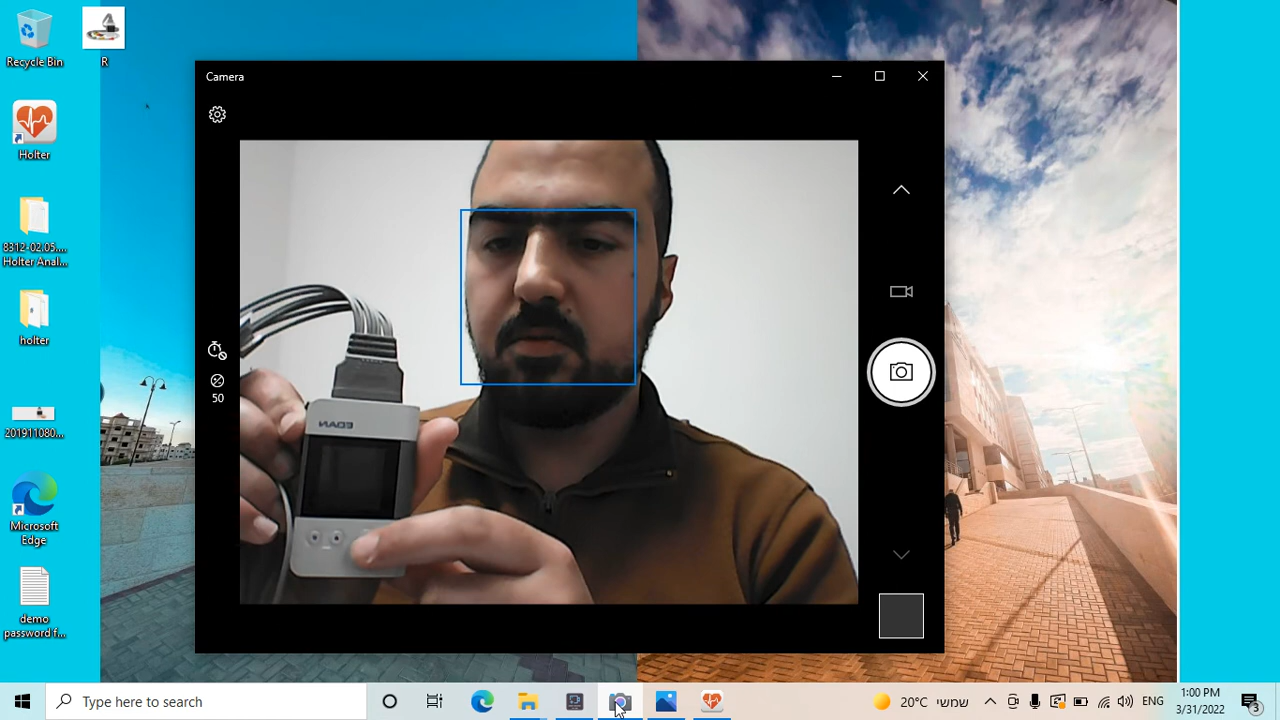 Recycle Bin
R
Camera
Holter
8312-02.05....
Holter Anal...
holter
50
EDAN
201911080...
Microsoft
Edge
demo
password f...
Type here to search
20°C
שמשי
ENG
1:00 PM
3/31/2022
3